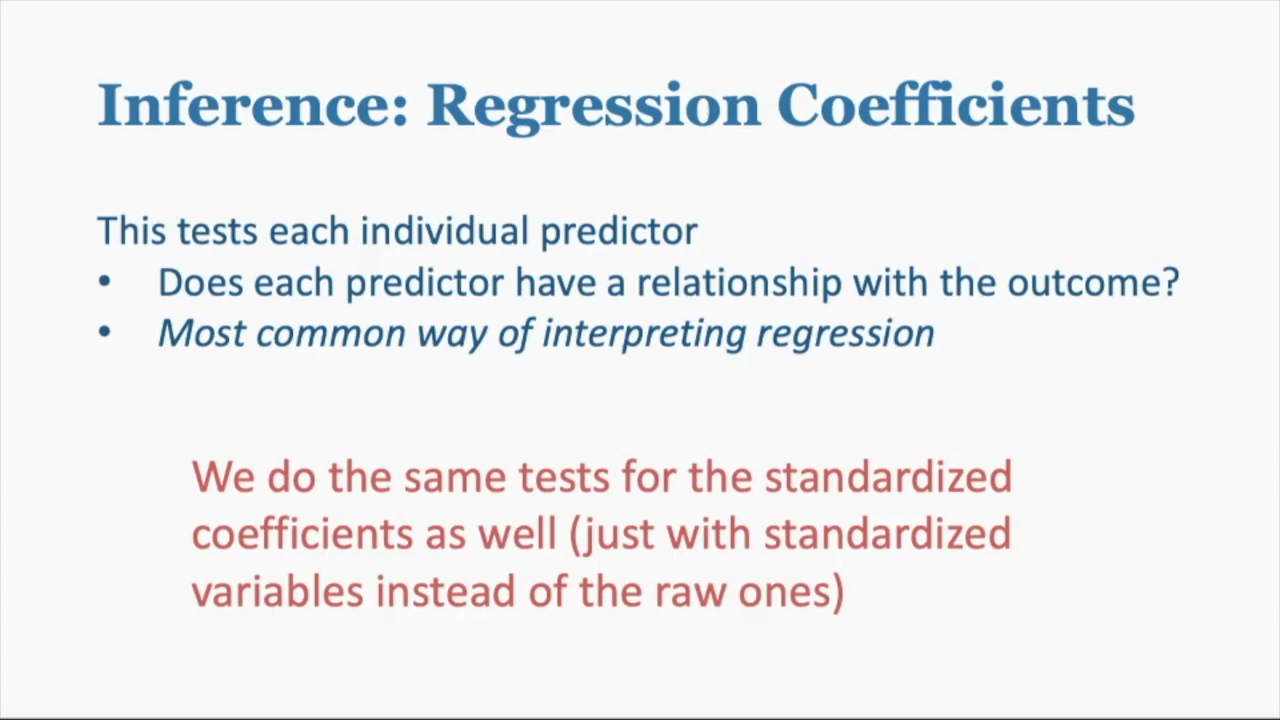 Inference: Regression Coefficients
This tests each individual predictor
• Does each predictor have a relationship with the outcome?
• Most common way of interpreting regression
We do the same tests for the standardized
coefficients as well (just with standardized
variables instead of the raw ones)